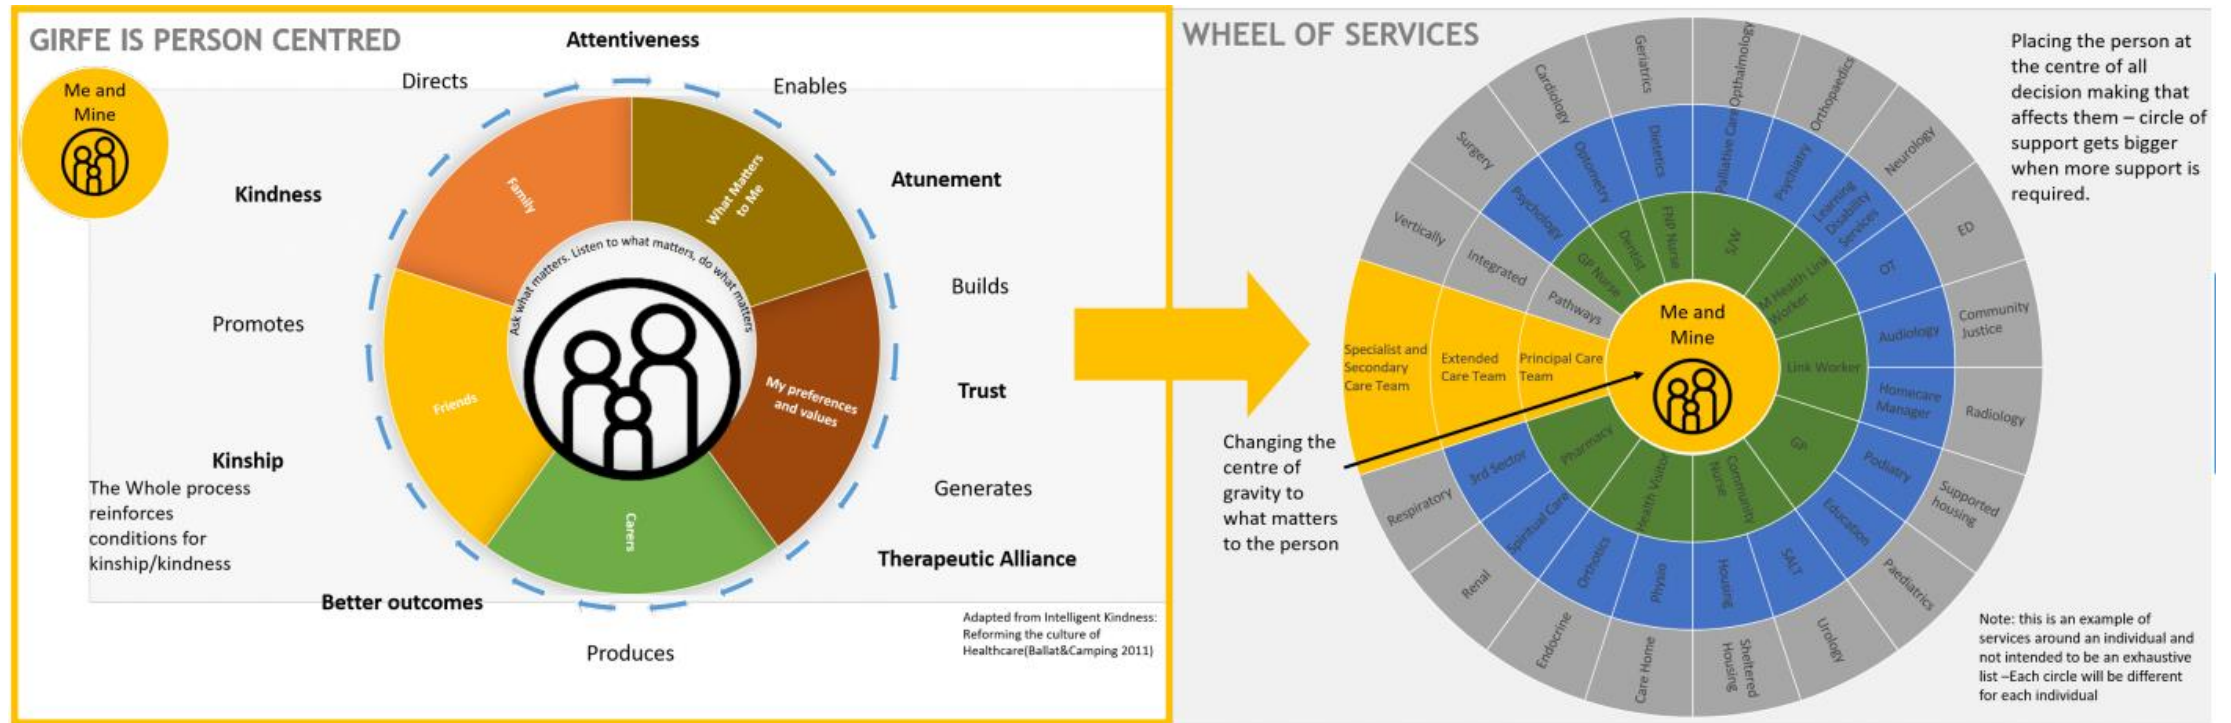 GIRFE IS PERSON CENTRED
Me and
Mine
Attentiveness
Directs
Enables
Kindness
Atunement
Promotes
Builds
Kinship
Trust
The Whole process
reinforces
conditions for
kinship/kindness
Generates
Therapeutic Alliance
Better outcomes
Produces
Adapted from Intelligent Kindness:
Reforming the culture of
Healthcare(Ballat&Camping 2011)
Family
What Matters
to Me
My preferences
and values
Carers
Friends
Ask what matters. Listen to what matters, do what matters
WHEEL OF SERVICES
Placing the person at
the centre of all
decision making that
affects them – circle of
support gets bigger
when more support is
required.
Changing the
centre of
gravity to
what matters
to the person
Me and
Mine
Specialist and
Secondary
Care Team
Extended
Care Team
Principal Care
Team
Vertically
Integrated
Pathways
Surgery
Cardiology
Geriatrics
Opthalmology
Orthopaedics
Neurology
ED
Community
Justice
Radiology
Supported
housing
Paediatrics
Urology
Sheltered
Housing
Care Home
Endocrine
Renal
Respiratory
Psychology
Optometry
Dietetics
Palliative Care
Psychiatry
Learning
Disability
Services
OT
Audiology
Homecare
Manager
Podiatry
Education
SALT
Housing
Physio
Orthotics
Spiritual Care
3rd Sector
GP Nurse
Dentist
FNP Nurse
S/W
M Health Link
Worker
Link Worker
GP
Community
Nurse
Health Visitor
Pharmacy
Note: this is an example of
services around an individual and
not intended to be an exhaustive
list –Each circle will be different
for each individual